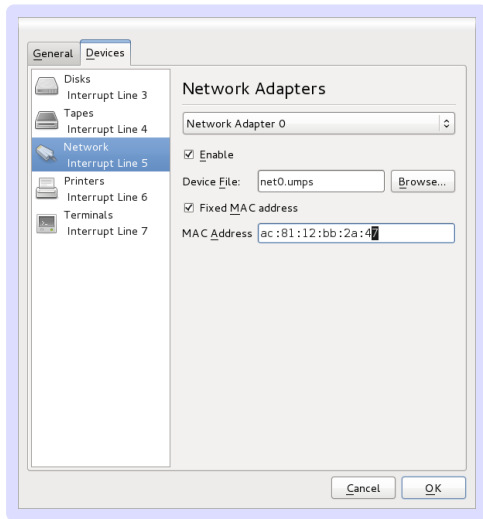 General Devices
Disks
Interrupt Line 3
Tapes
Interrupt Line 4
Network
Interrupt Line 5
Printers
Interrupt Line 6
Terminals
Interrupt Line 7
Network Adapters
Network Adapter 0
Enable
Device File: net0.umps Browse...
Fixed MAC address
MAC Address ac:81:12:bb:2a:47
Cancel OK